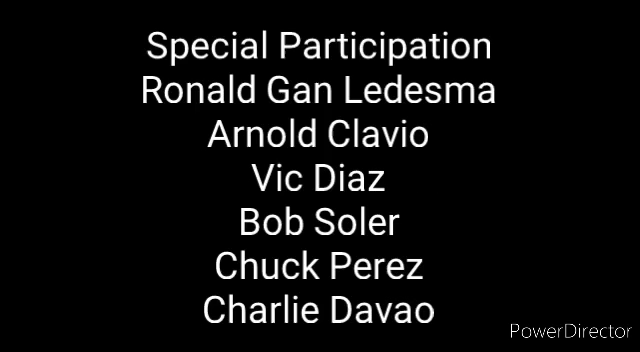 Special Participation
Ronald Gan Ledesma
Arnold Clavio
Vic Diaz
Bob Soler
Chuck Perez
Charlie Davao
PowerDirector